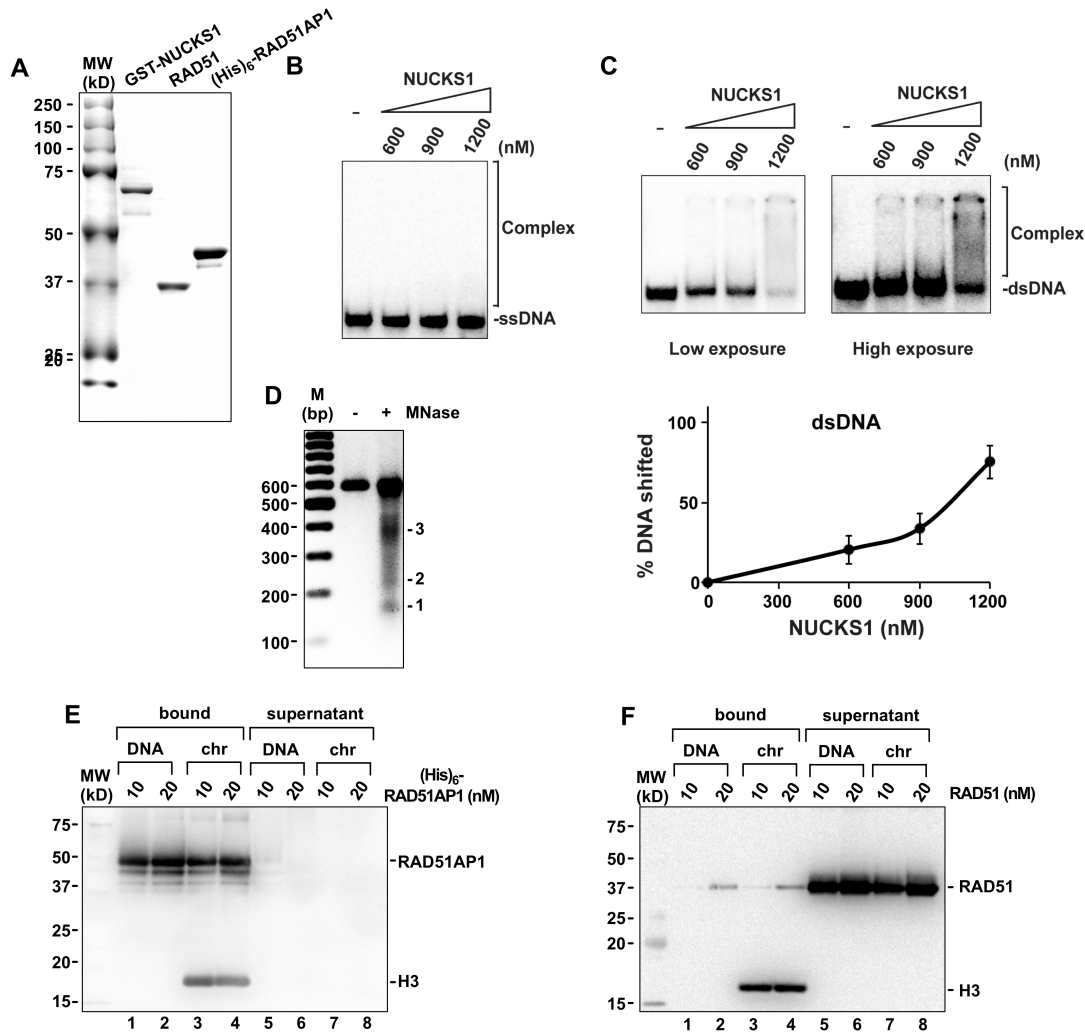 A
MW
(kD)
GST-NUCKS1
RAD51
(His)6-RAD51AP1
250
150
100
75
50
37
25
20
B
NUCKS1
-
600
900
1200
(nM)
Complex
-ssDNA
C
NUCKS1
-
600
900
1200
NUCKS1
-
600
900
1200
(nM)
Complex
-dsDNA
Low exposure
High exposure
dsDNA
% DNA shifted
100
50
0
0 300 600 900 1200
NUCKS1 (nM)
D
M
(bp)
- + MNase
600
500
400
300
200
100
-3
-2
-1
E
bound supernatant
DNA chr DNA chr
MW
(kD)
10 20 10 20 10 20 10 20
(His)6-
RAD51AP1 (nM)
75
50
37
25
20
15
-RAD51AP1
-H3
1 2 3 4 5 6 7 8
F
bound supernatant
DNA chr DNA chr
MW
(kD)
10 20 10 20 10 20 10 20
RAD51 (nM)
75
50
37
25
20
15
- RAD51
- H3
1 2 3 4 5 6 7 8